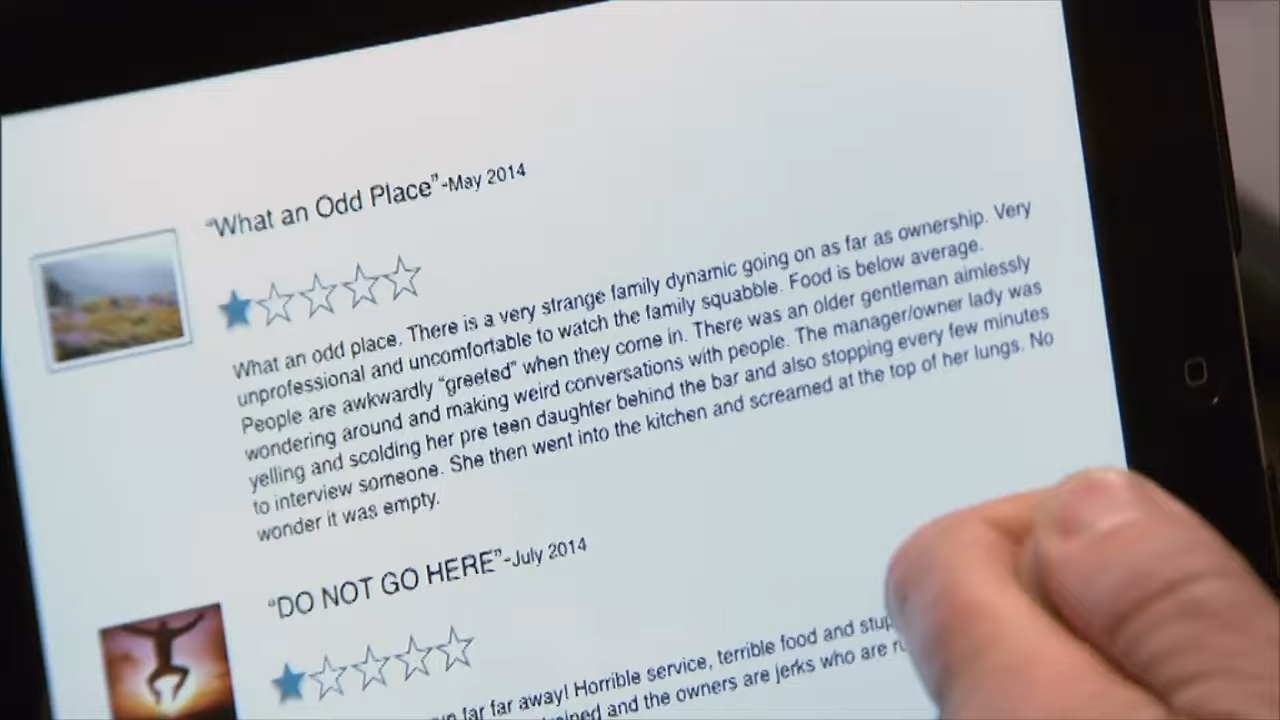 “What an Odd Place”-May 2014
What an odd place. There is a very strange family dynamic going on as far as ownership. Very
unprofessional and uncomfortable to watch the family squabble. Food is below average.
People are awkwardly “greeted” when they come in. There was an older gentleman aimlessly
wondering around and making weird conversations with people. The manager/owner lady was
yelling and scolding her pre teen daughter behind the bar and also stopping every few minutes
to interview someone. She then went into the kitchen and screamed at the top of her lungs. No
wonder it was empty.
“DO NOT GO HERE”-July 2014
far far away! Horrible service, terrible food and
and the owners are jerks who are